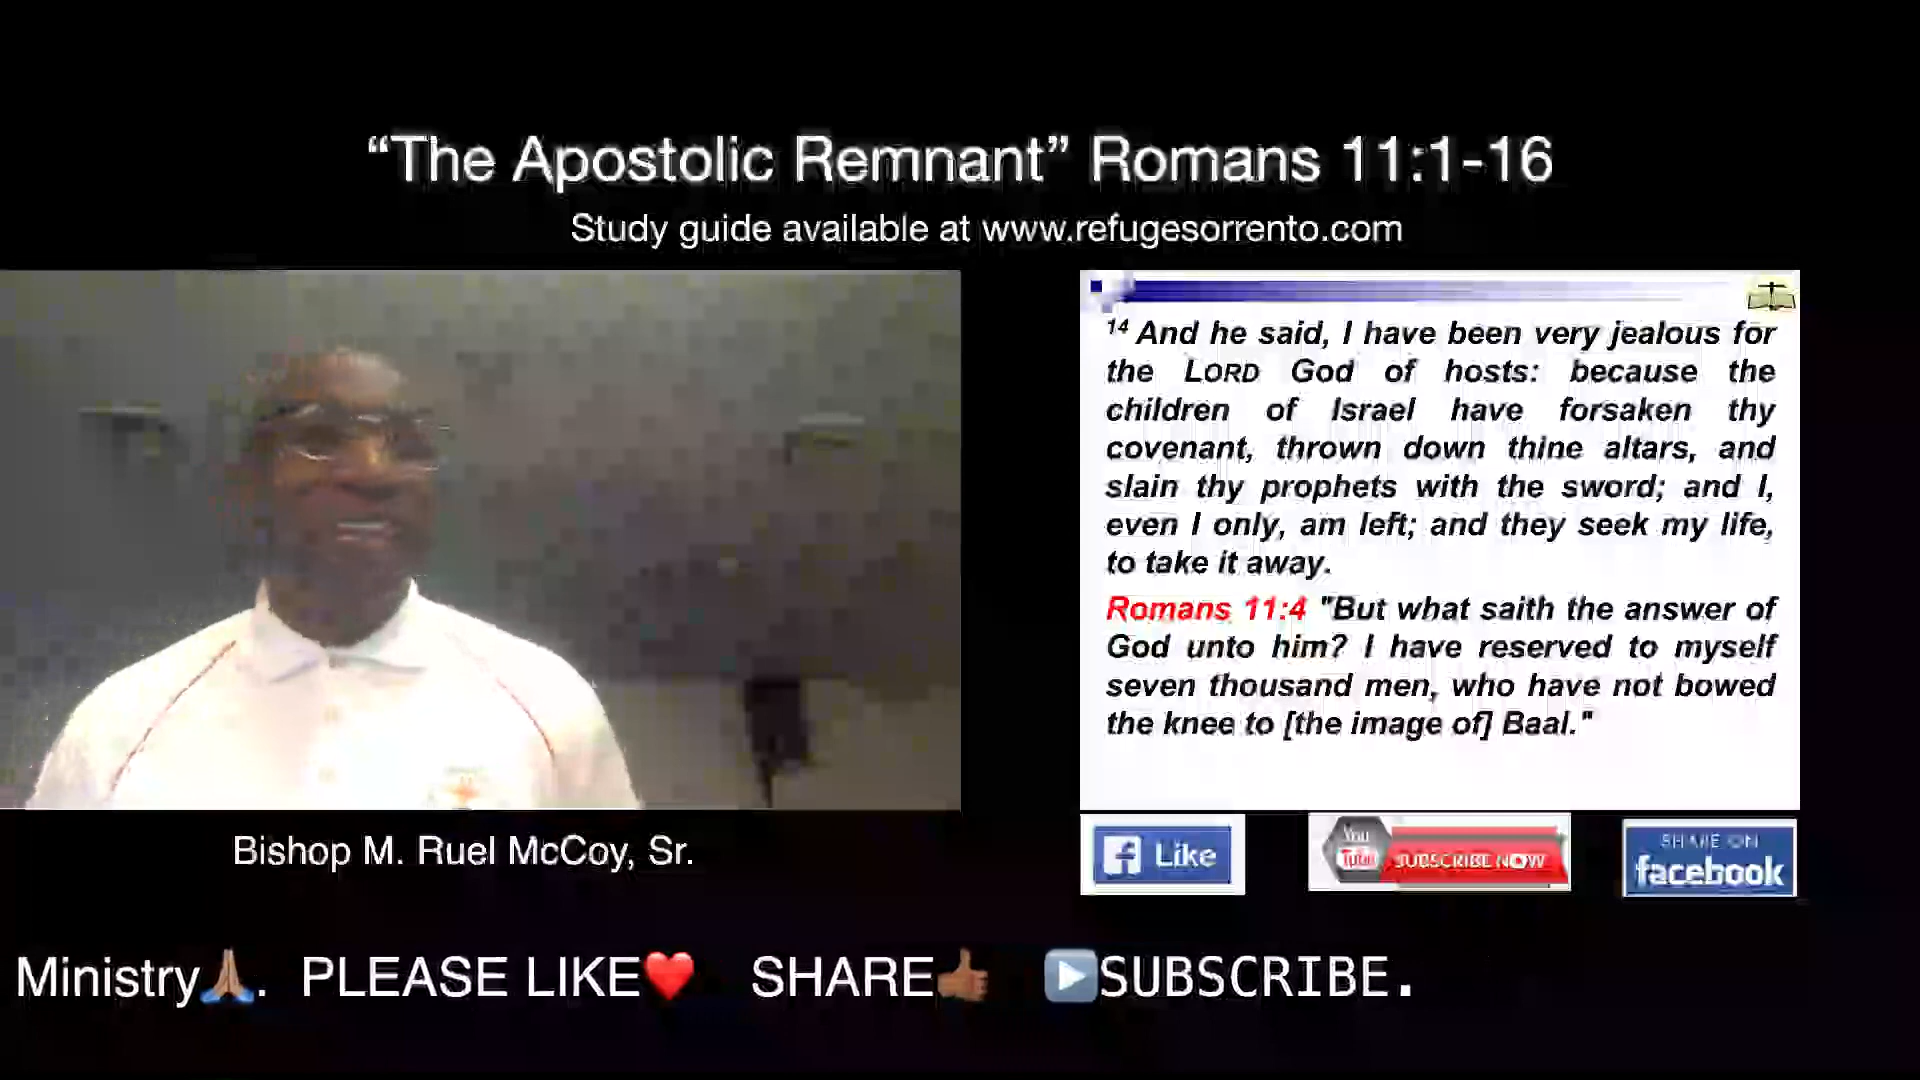 “The Apostolic Remnant” Romans 11:1-16
Study guide available at www.refugesorrento.com
14 And he said, I have been very jealous for
the LORD God of hosts: because the
children of Israel have forsaken thy
covenant, thrown down thine altars, and
slain thy prophets with the sword; and I,
even I only, am left; and they seek my life,
to take it away.
Romans 11:4 "But what saith the answer of
God unto him? I have reserved to myself
seven thousand men, who have not bowed
the knee to [the image of] Baal."
Bishop M. Ruel McCoy, Sr.
f Like
You
Tube SUBSCRIBE NOW
SHARE ON
facebook
Ministry🙏🏽. PLEASE LIKE❤️ SHARE👍🏾 ▶️SUBSCRIBE.